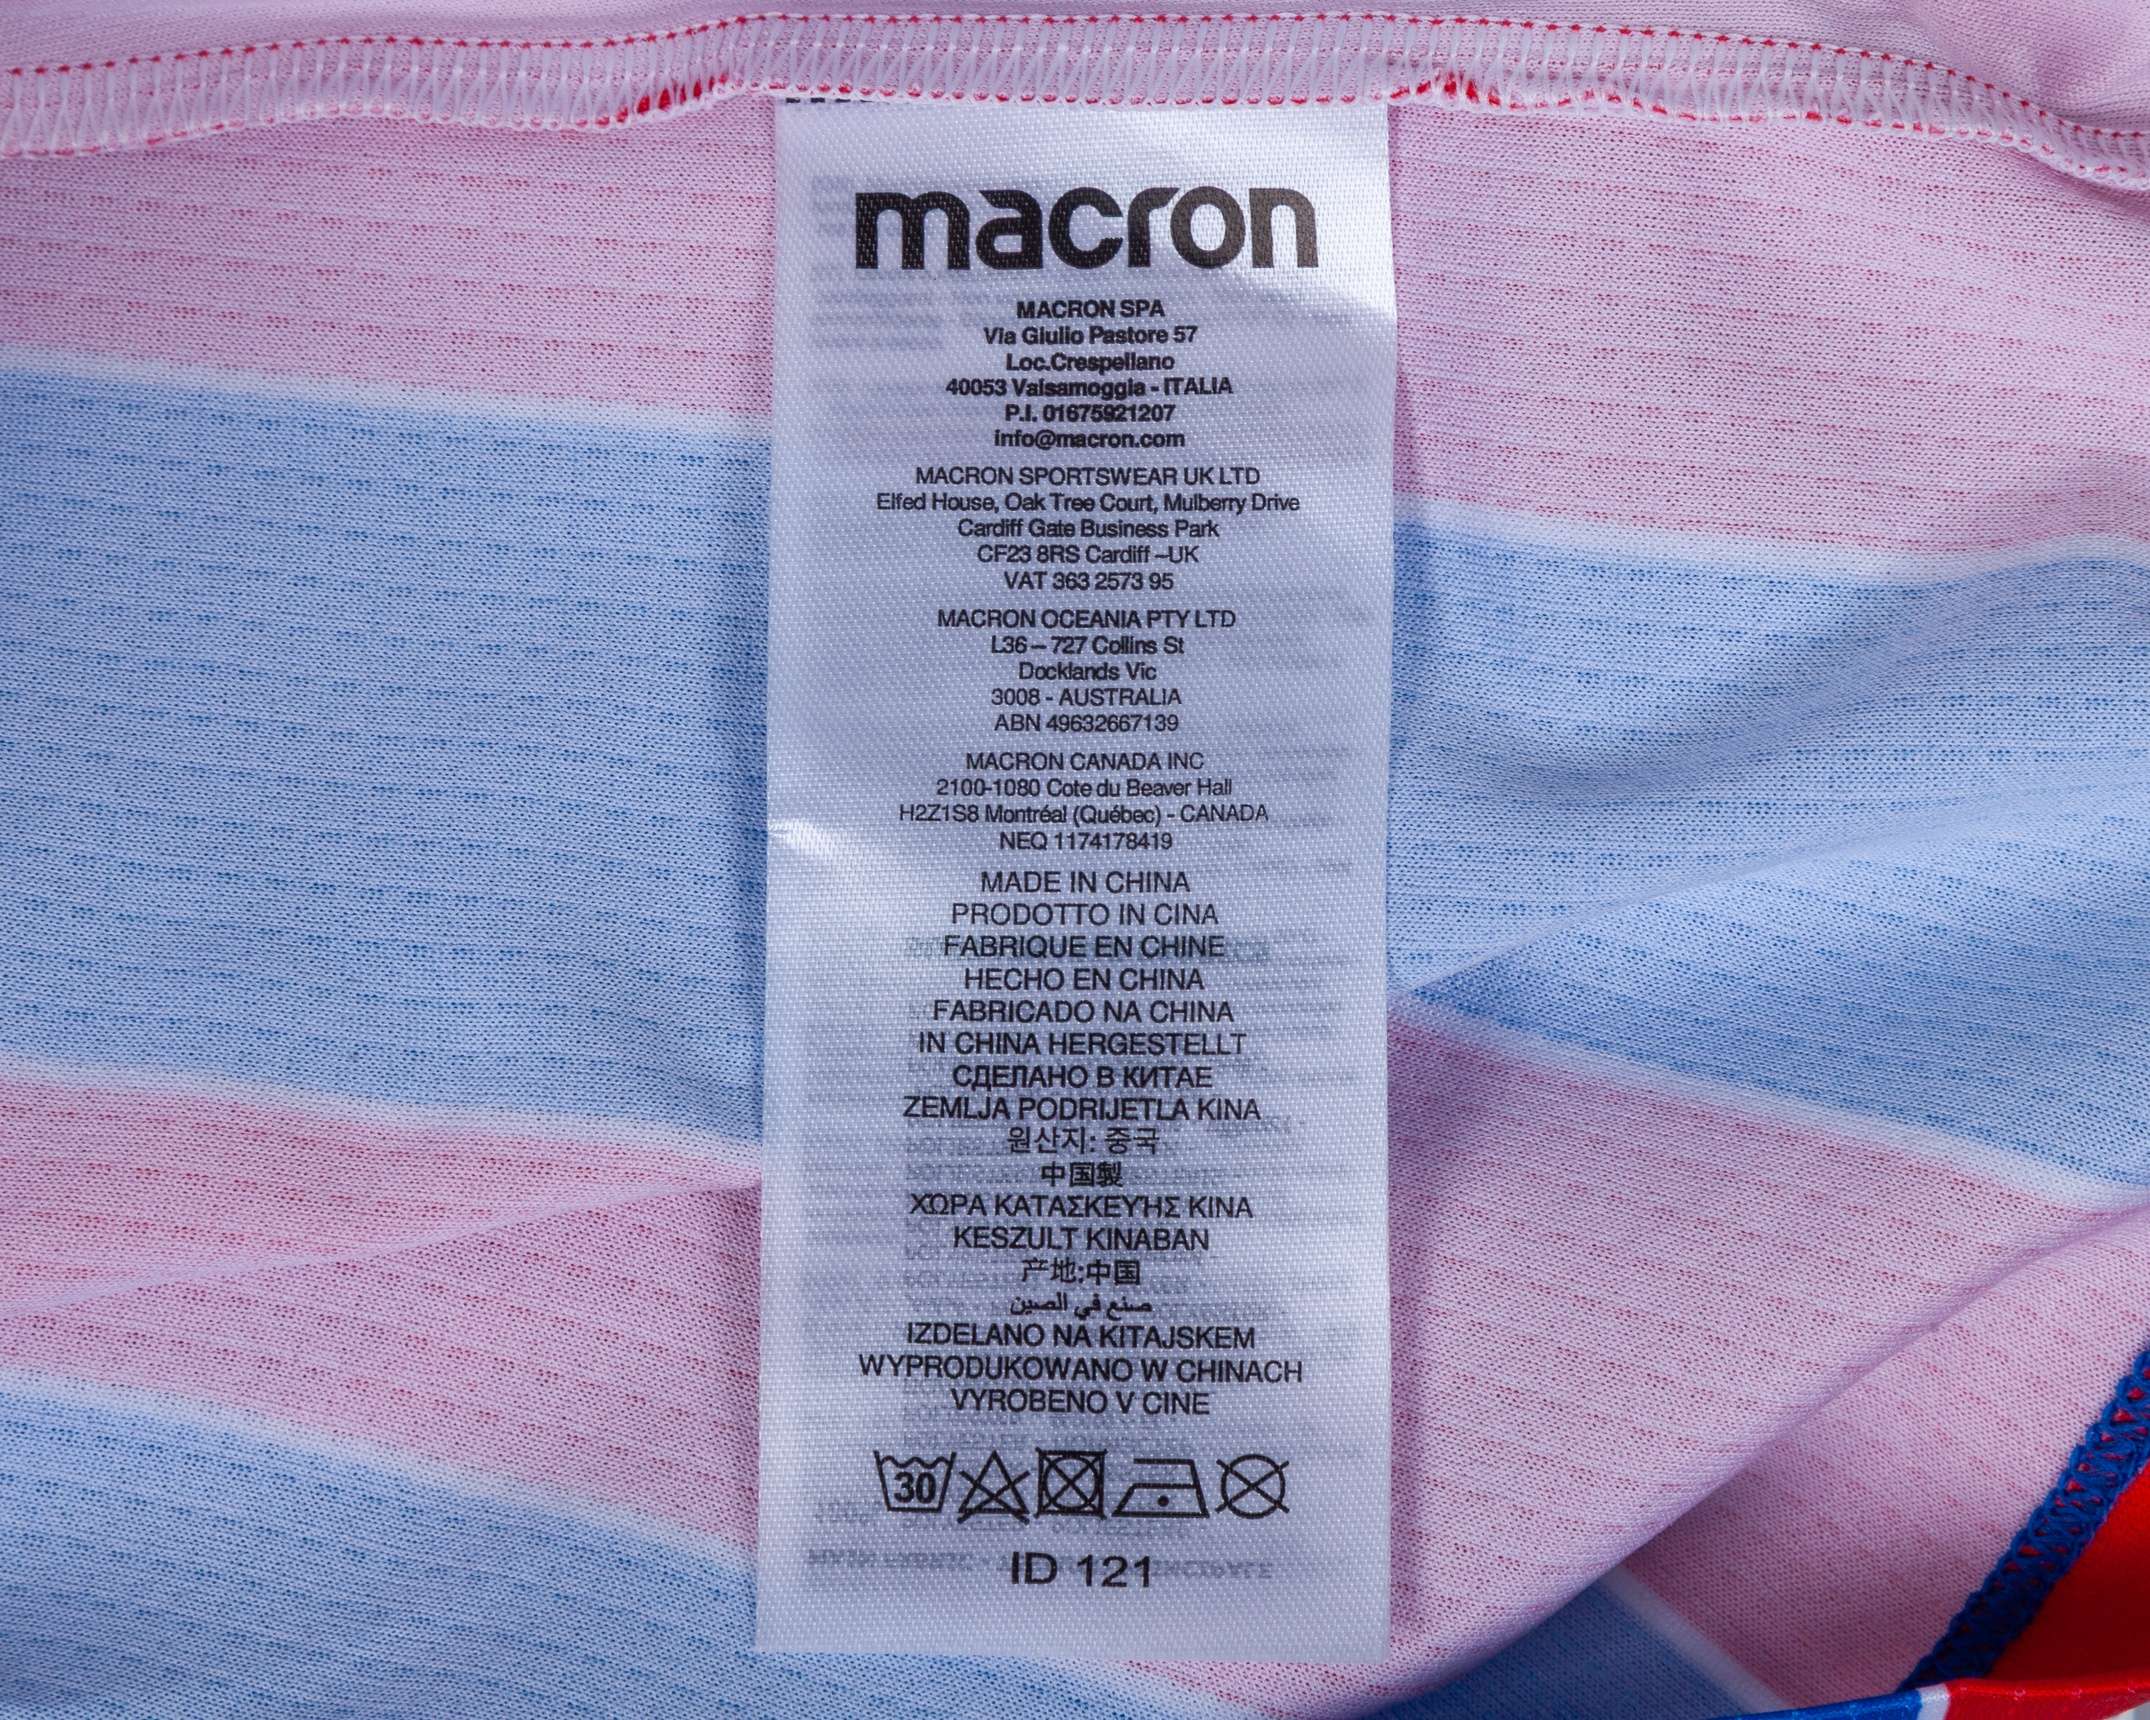 macron
MACRON SPA
Via Giulio Pastore 57
Loc.Crespellano
40053 Valsamoggia - ITALIA
P.I. 01675921207
info@macron.com
MACRON SPORTSWEAR UK LTD
Elfed House, Oak Tree Court, Mulberry Drive
Cardiff Gate Business Park
CF23 8RS Cardiff –UK
VAT 363 2573 95
MACRON OCEANIA PTY LTD
L36 – 727 Collins St
Docklands Vic
3008 - AUSTRALIA
ABN 49632667139
MACRON CANADA INC
2100-1080 Cote du Beaver Hall
H2Z1S8 Montréal (Québec) - CANADA
NEQ 1174178419
MADE IN CHINA
PRODOTTO IN CINA
FABRIQUE EN CHINE
HECHO EN CHINA
FABRICADO NA CHINA
IN CHINA HERGESTELLT
СДЕЛАНО В КИТАЕ
ZEMLJA PODRIJETLA KINA
원산지: 중국
中国製
ΧΏΡΑ ΚΑΤΑΣΚΕΥΉΣ ΚΙΝΑ
KESZULT KINABAN
产地:中国
صنع في الصين
IZDELANO NA KITAJSKEM
WYPRODUKOWANO W CHINACH
VYROBENO V CINE
30
ID 121